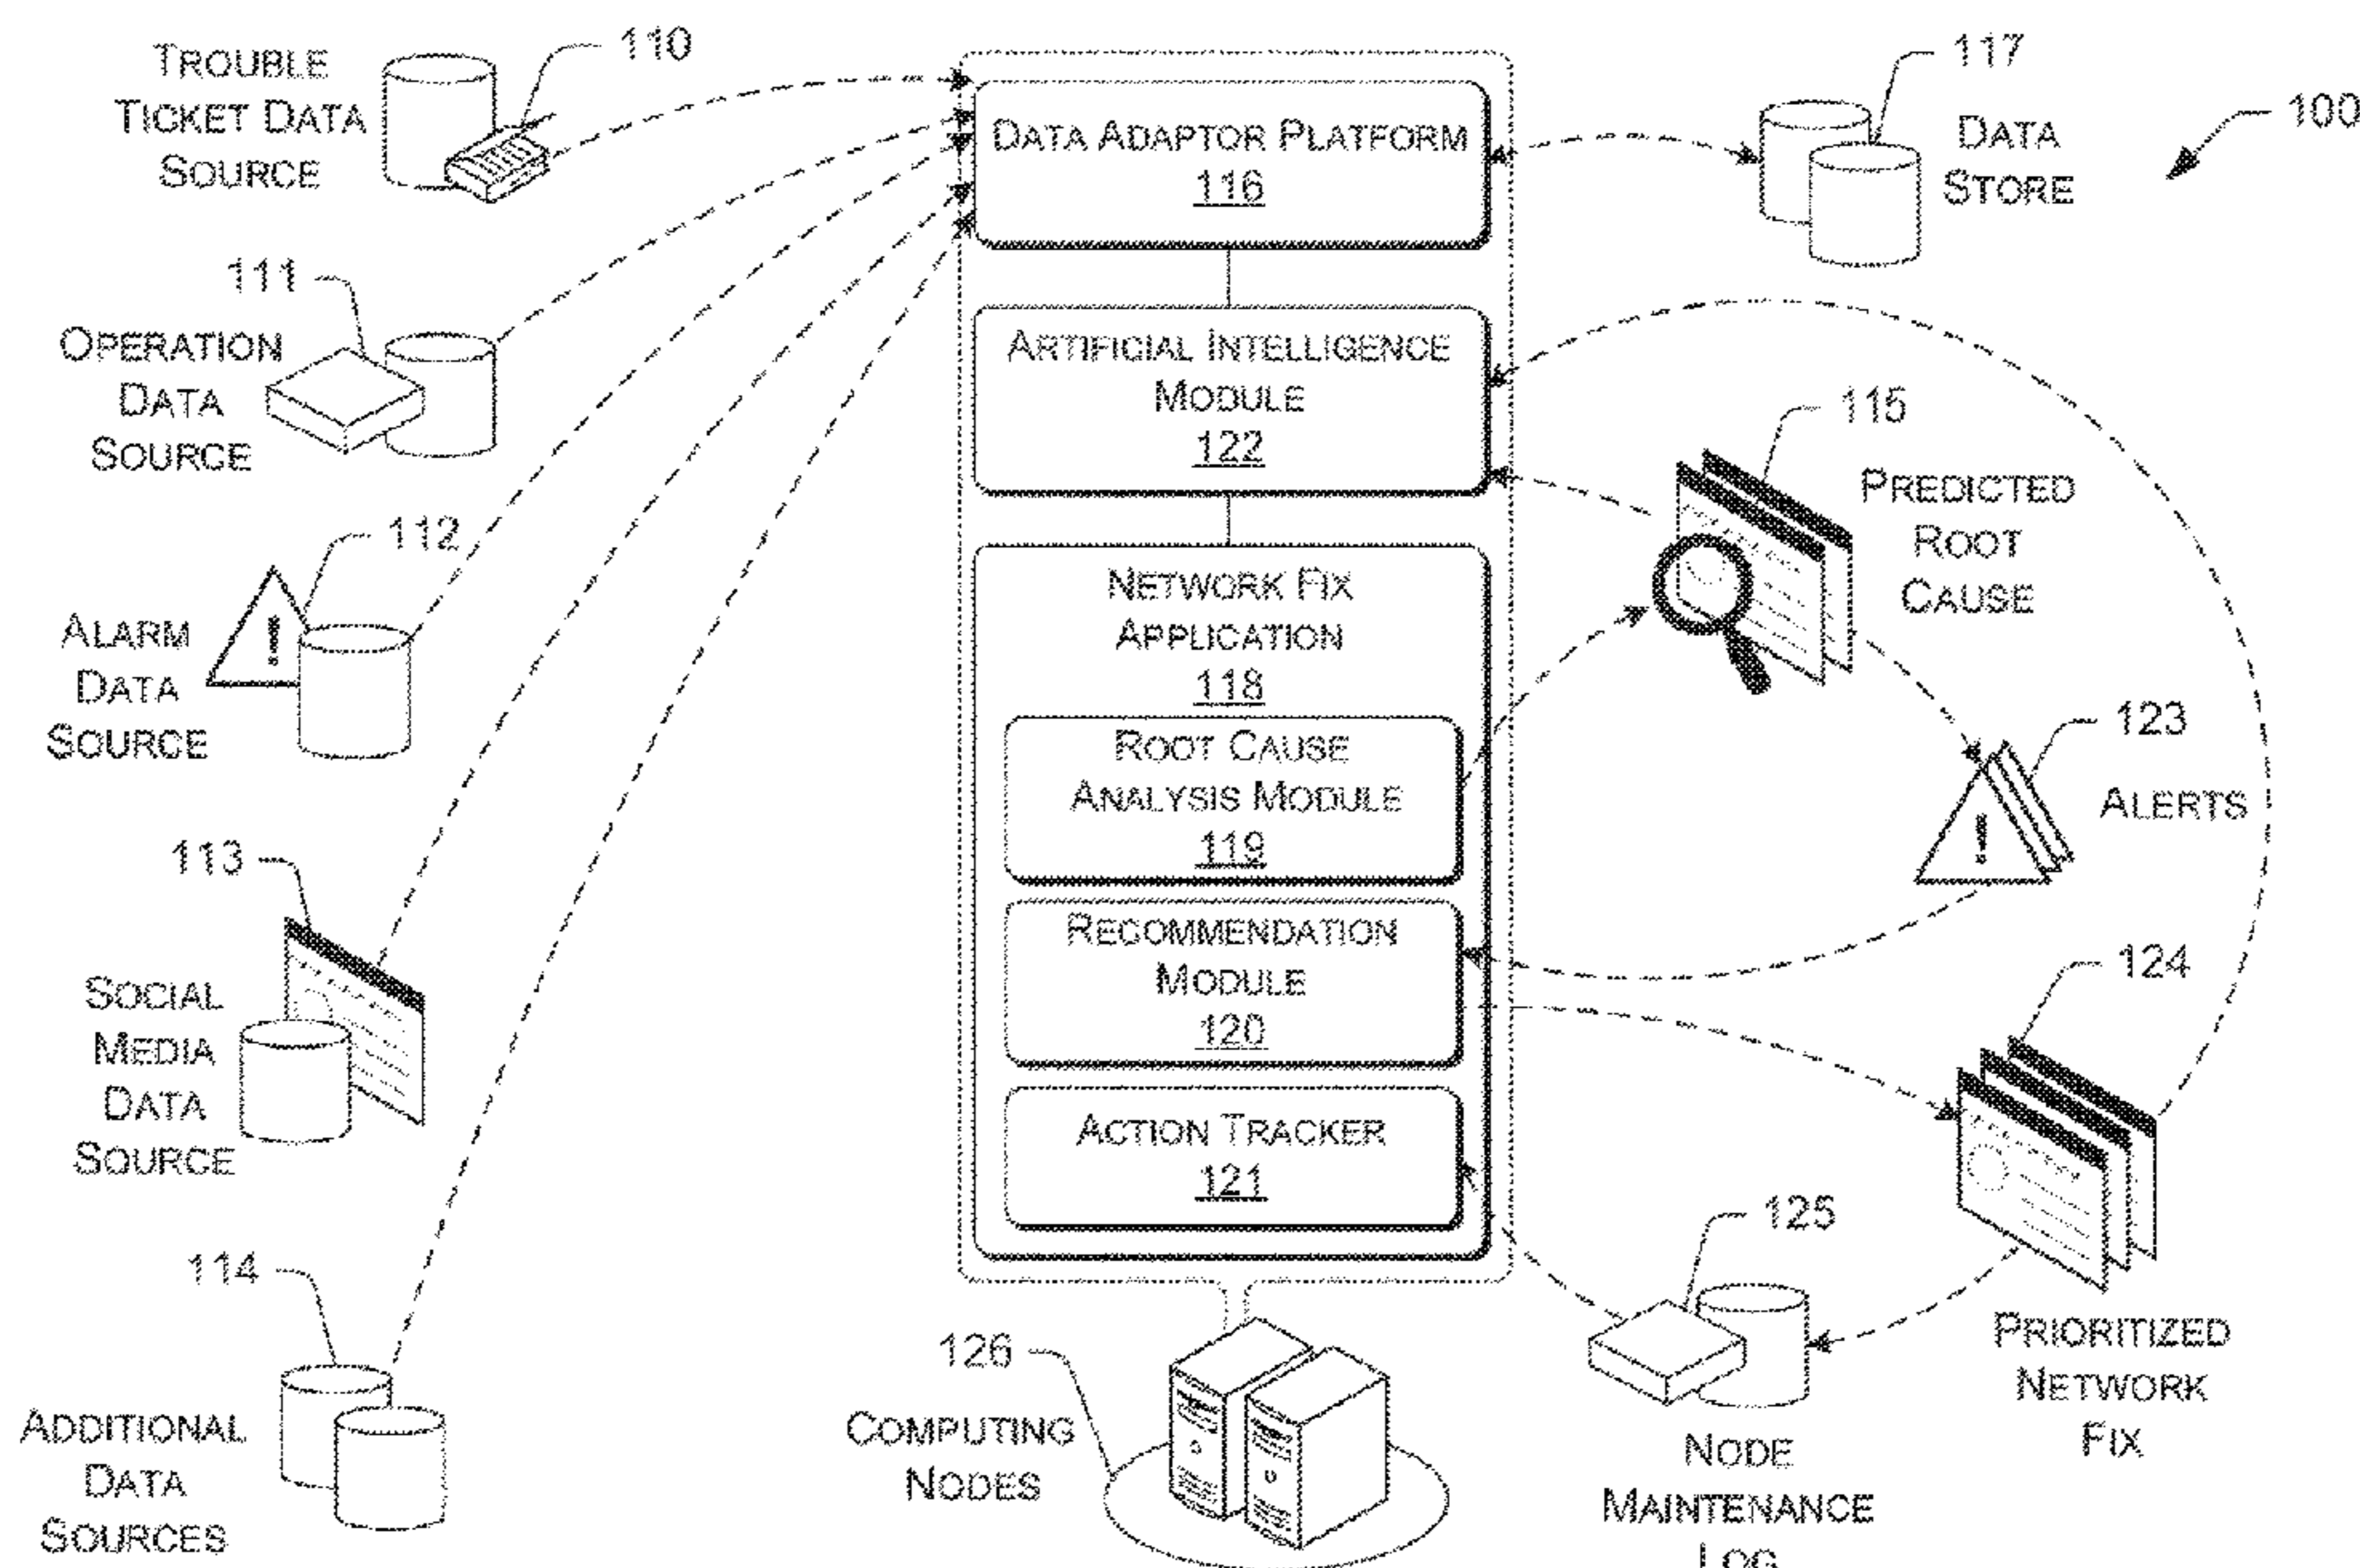 110
TROUBLE
TICKET DATA
SOURCE
111
OPERATION
DATA
SOURCE
112
ALARM
DATA
SOURCE
113
SOCIAL
MEDIA
DATA
SOURCE
114
ADDITIONAL
DATA
SOURCES
DATA ADAPTOR PLATFORM
116
ARTIFICIAL INTELLIGENCE
MODULE
122
NETWORK FIX
APPLICATION
118
ROOT CAUSE
ANALYSIS MODULE
119
RECOMMENDATION
MODULE
120
ACTION TRACKER
121
126
COMPUTING
NODES
117
DATA
STORE
100
115
PREDICTED
ROOT
CAUSE
!
123
ALERTS
!
124
PRIORITIZED
NETWORK
FIX
125
NODE
MAINTENANCE
LOG